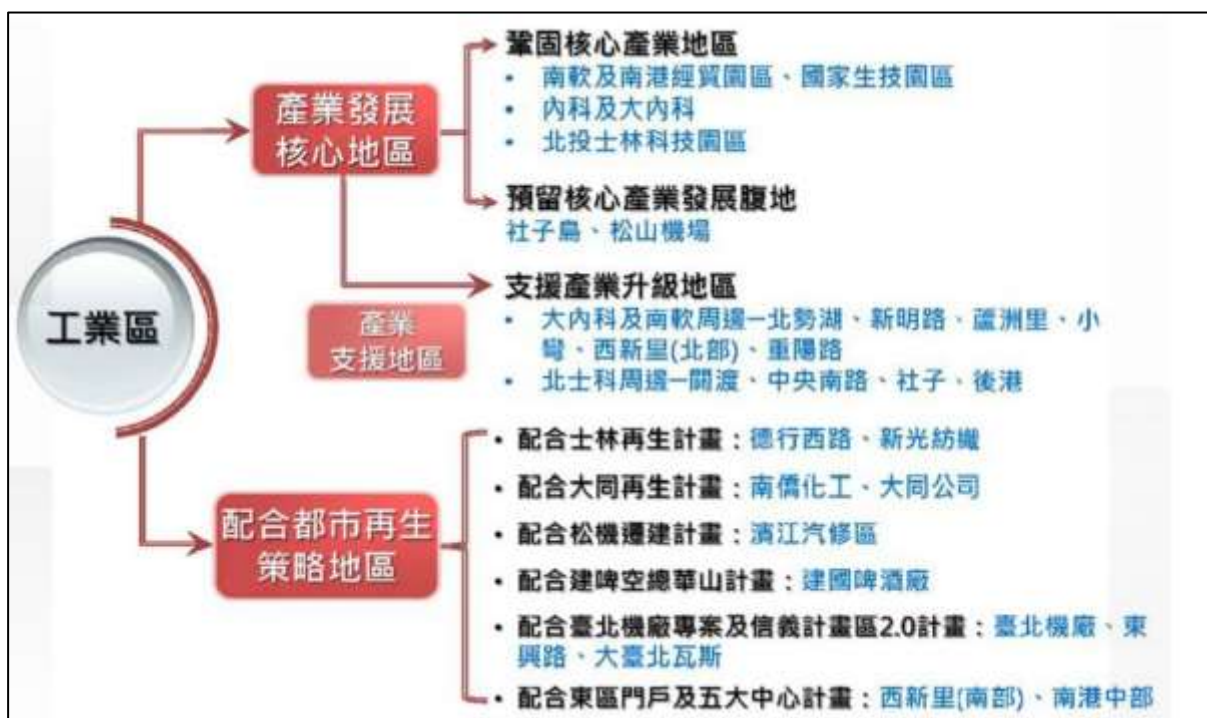 工業區
產業發展
核心地區
鞏固核心產業地區
• 南軟及南港經貿園區、國家生技園區
• 內科及大內科
• 北投士林科技園區
預留核心產業發展腹地
社子島、松山機場
產業
支援地區
支援產業升級地區
• 大內科及南軟周邊─北勢湖、新明路、蘆洲里、小
彎、西新里(北部)、重陽路
• 北士科周邊─關渡、中央南路、社子、後港
配合都市再生
策略地區
• 配合士林再生計畫：德行西路、新光紡織
• 配合大同再生計畫：南僑化工、大同公司
• 配合松機遷建計畫：濱江汽修區
• 配合建啤空總華山計畫：建國啤酒廠
• 配合臺北機廠專案及信義計畫區2.0計畫：臺北機廠、東
興路、大臺北瓦斯
• 配合東區門戶及五大中心計畫：西新里(南部)、南港中部